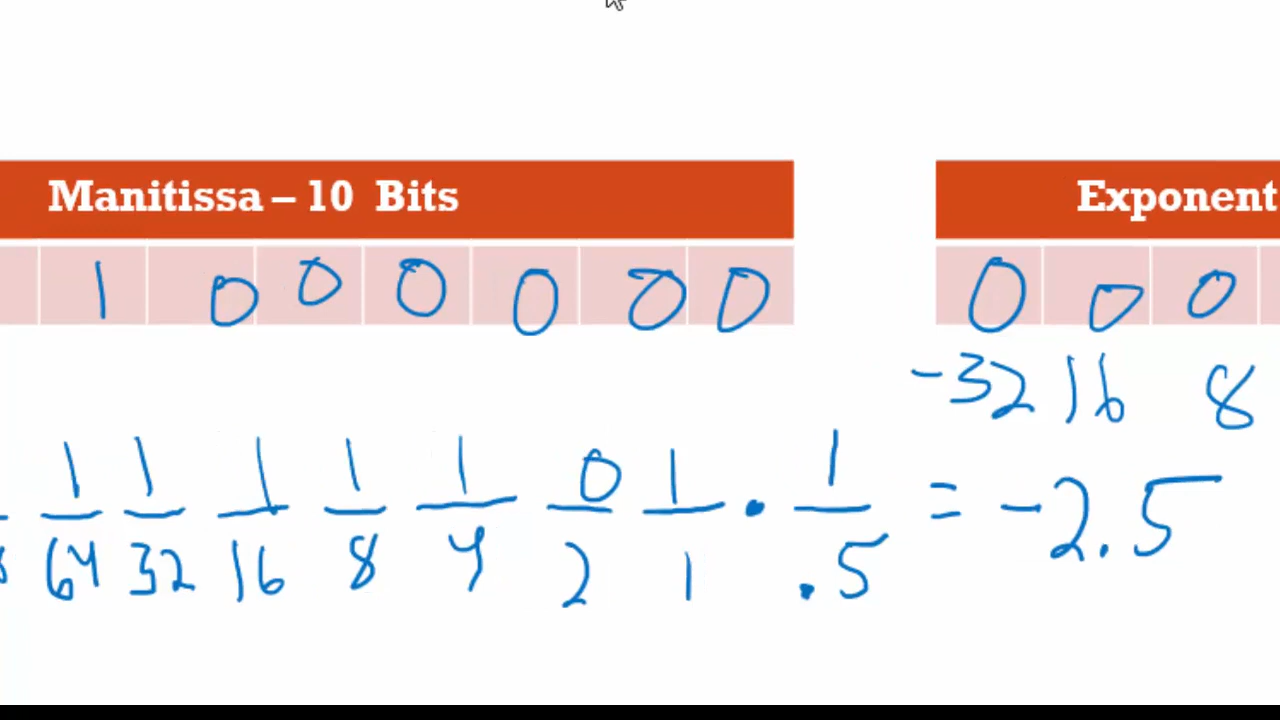 Manitissa – 10 Bits Exponent
1 0 0 0 0 0 0 0 0 0
-32 16 8
1 1 1 1 1 0 1 . 1 = -2.5
64 32 16 8 4 2 1 .5